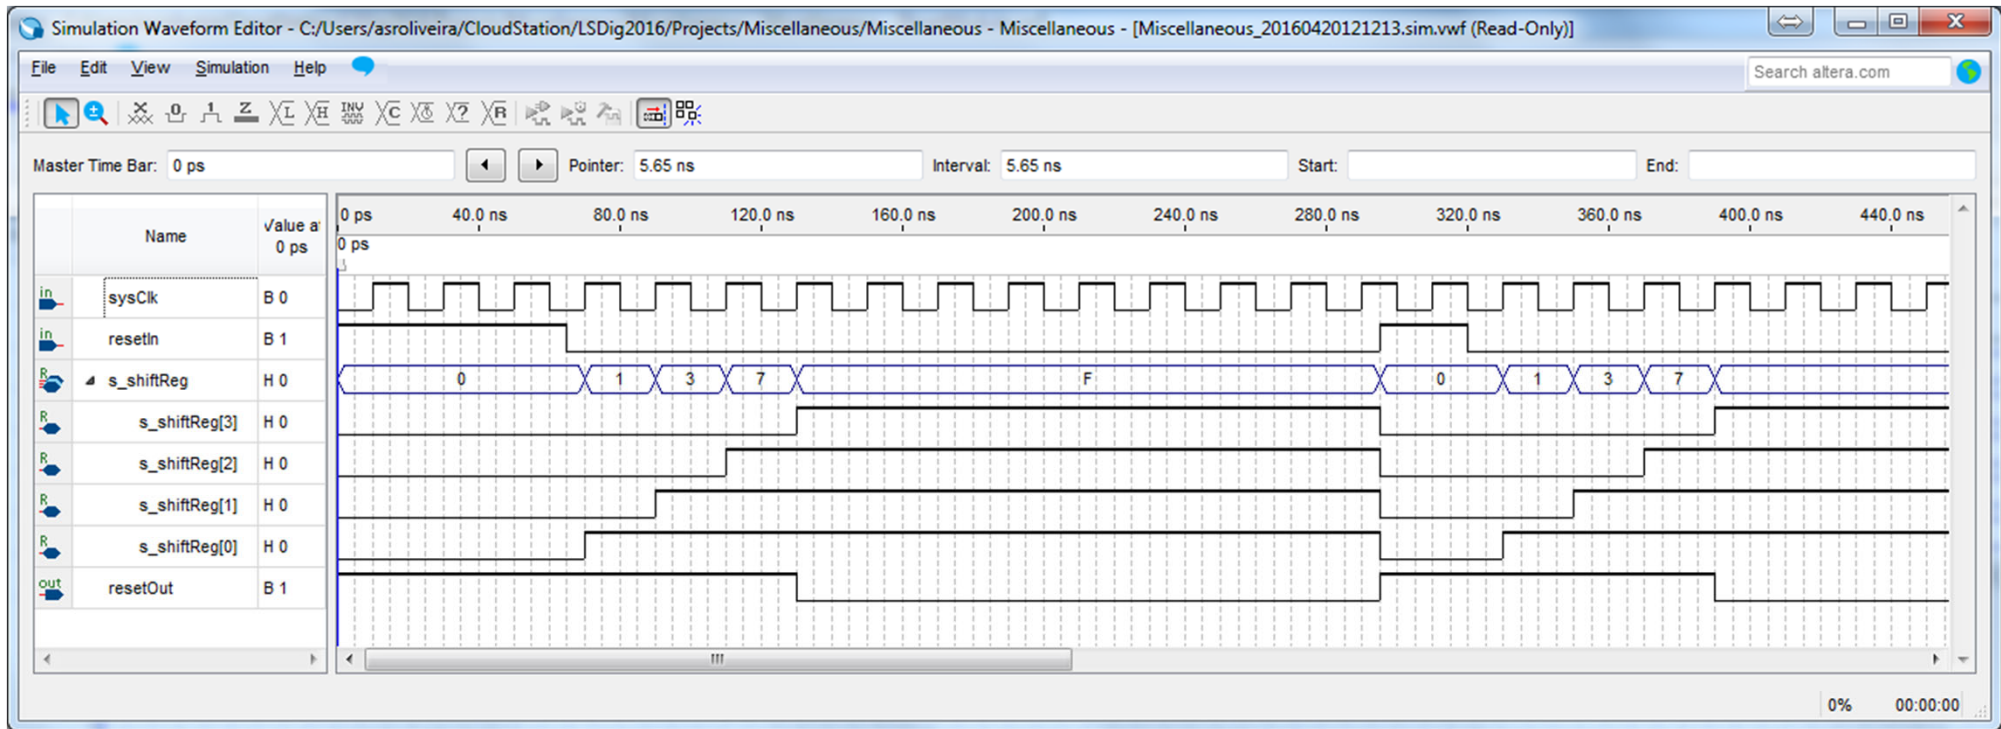 Simulation Waveform Editor - C:/Users/asroliveira/CloudStation/LSDig2016/Projects/Miscellaneous/Miscellaneous - Miscellaneous - [Miscellaneous_20160420121213.sim.vwf (Read-Only)]
File Edit View Simulation Help
Search altera.com
Master Time Bar: 0 ps Pointer: 5.65 ns Interval: 5.65 ns Start: End:
Name Value a 0 ps
0 ps 40.0 ns 80.0 ns 120.0 ns 160.0 ns 200.0 ns 240.0 ns 280.0 ns 320.0 ns 360.0 ns 400.0 ns 440.0 ns
0 ps
in sysClk B 0
in resetIn B 1
R s_shiftReg H 0 0 1 3 7 F 0 1 3 7
R s_shiftReg[3] H 0
R s_shiftReg[2] H 0
R s_shiftReg[1] H 0
R s_shiftReg[0] H 0
out resetOut B 1
0% 00:00:00